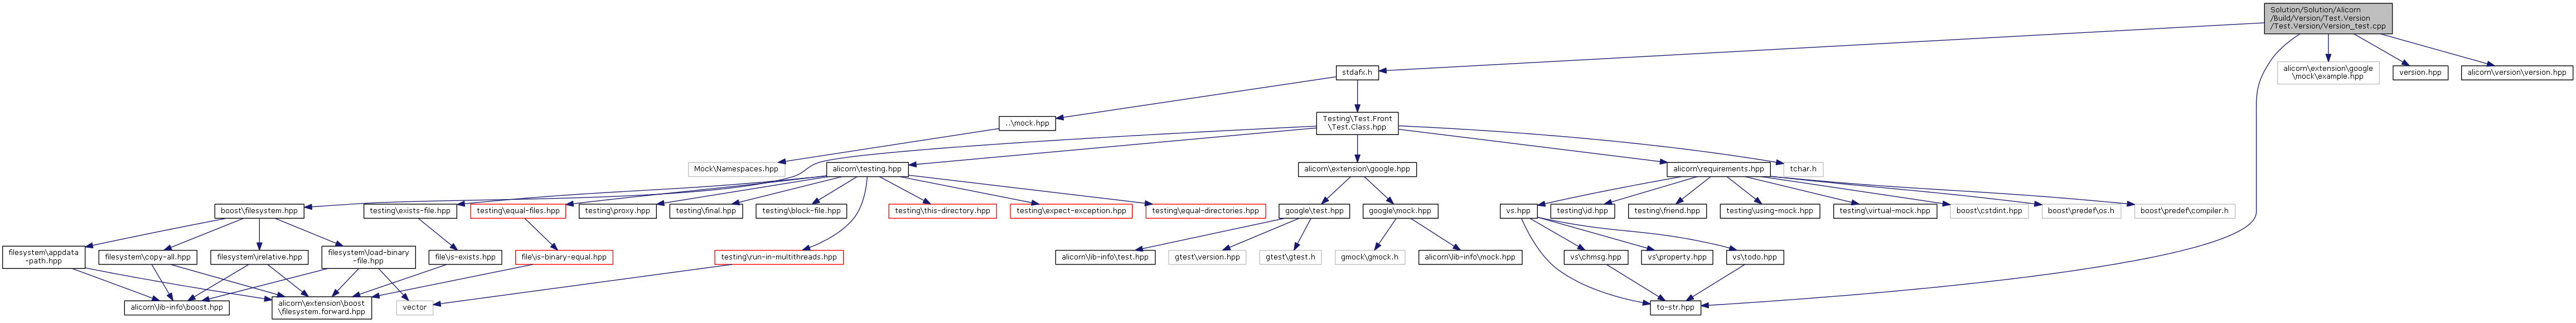 Solution/Solution/Alicorn
/Build/Version/Test.Version
/Test.Version/Version_test.cpp
stdafx.h
alicorn\extension\google
\mock\example.hpp
version.hpp
alicorn\version\version.hpp
..\mock.hpp
Testing\Test.Front
\Test.Class.hpp
Mock\Namespaces.hpp
alicorn\testing.hpp
alicorn\extension\google.hpp
alicorn\requirements.hpp
tchar.h
boost\filesystem.hpp
testing\exists-file.hpp
testing\equal-files.hpp
testing\proxy.hpp
testing\final.hpp
testing\block-file.hpp
testing\this-directory.hpp
testing\expect-exception.hpp
testing\equal-directories.hpp
google\test.hpp
google\mock.hpp
vs.hpp
testing\d.hpp
testing\friend.hpp
testing\using-mock.hpp
testing\virtual-mock.hpp
boost\cstdint.hpp
boost\predef\os.h
boost\predef\compiler.h
filesystem\appdata
-path.hpp
filesystem\copy-all.hpp
filesystem\relative.hpp
filesystem\load-binary
-file.hpp
file\is-exists.hpp
file\is-binary-equal.hpp
testing\run-in-multithreads.hpp
alicorn\lib-info\test.hpp
gtest\version.hpp
gtest\gtest.h
gmock\gmock.h
alicorn\lib-info\mock.hpp
vs\chmsg.hpp
vs\property.hpp
vs\todo.hpp
alicorn\lib-info\boost.hpp
alicorn\extension\boost
\filesystem.forward.hpp
vector
to-str.hpp